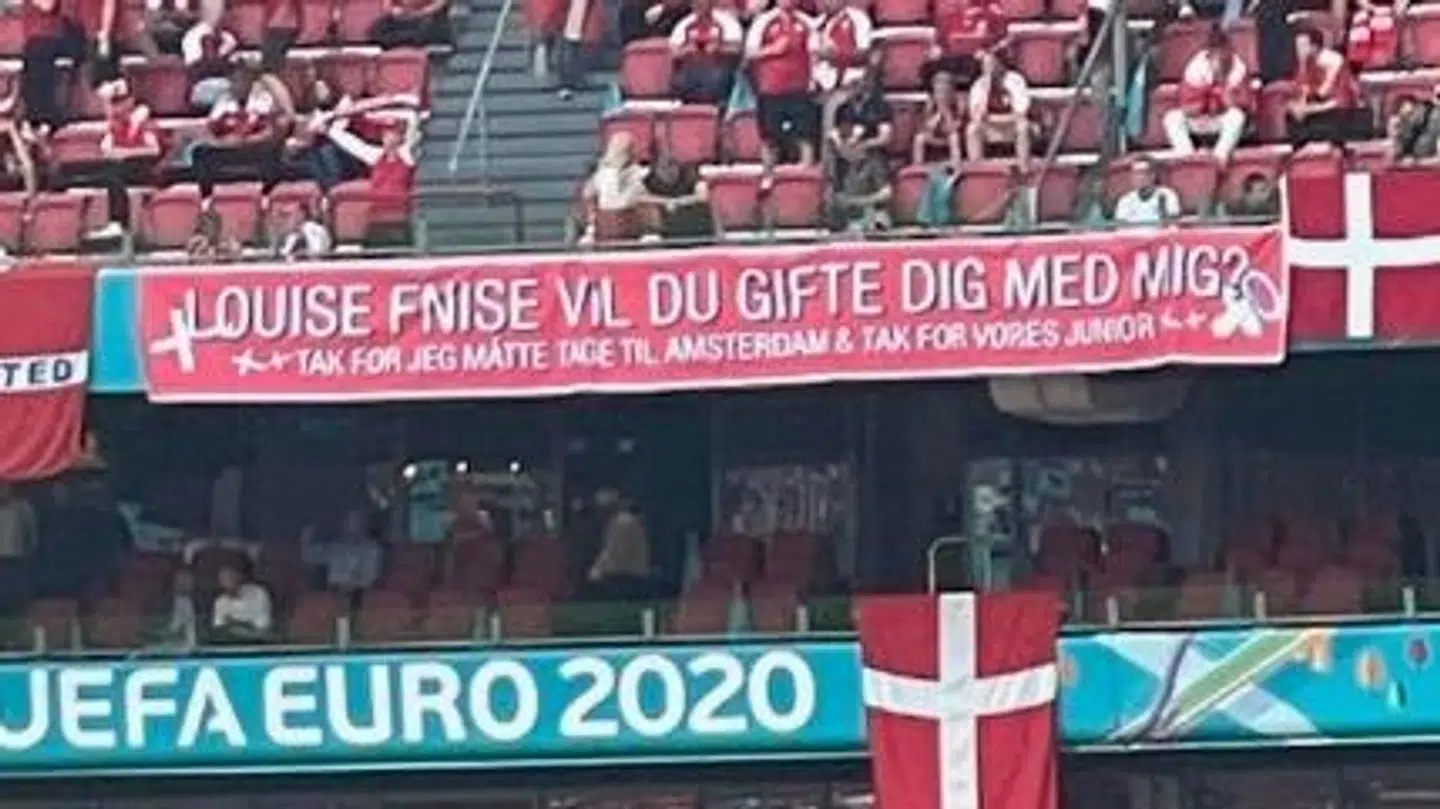 LOUISE FNISE VIL DU GIFTE DIG MED MIG?
TAK FOR JEG MÅTTE TAGE TIL AMSTERDAM & TAK FOR VORES JUNIOR
TED
UEFA EURO 2020